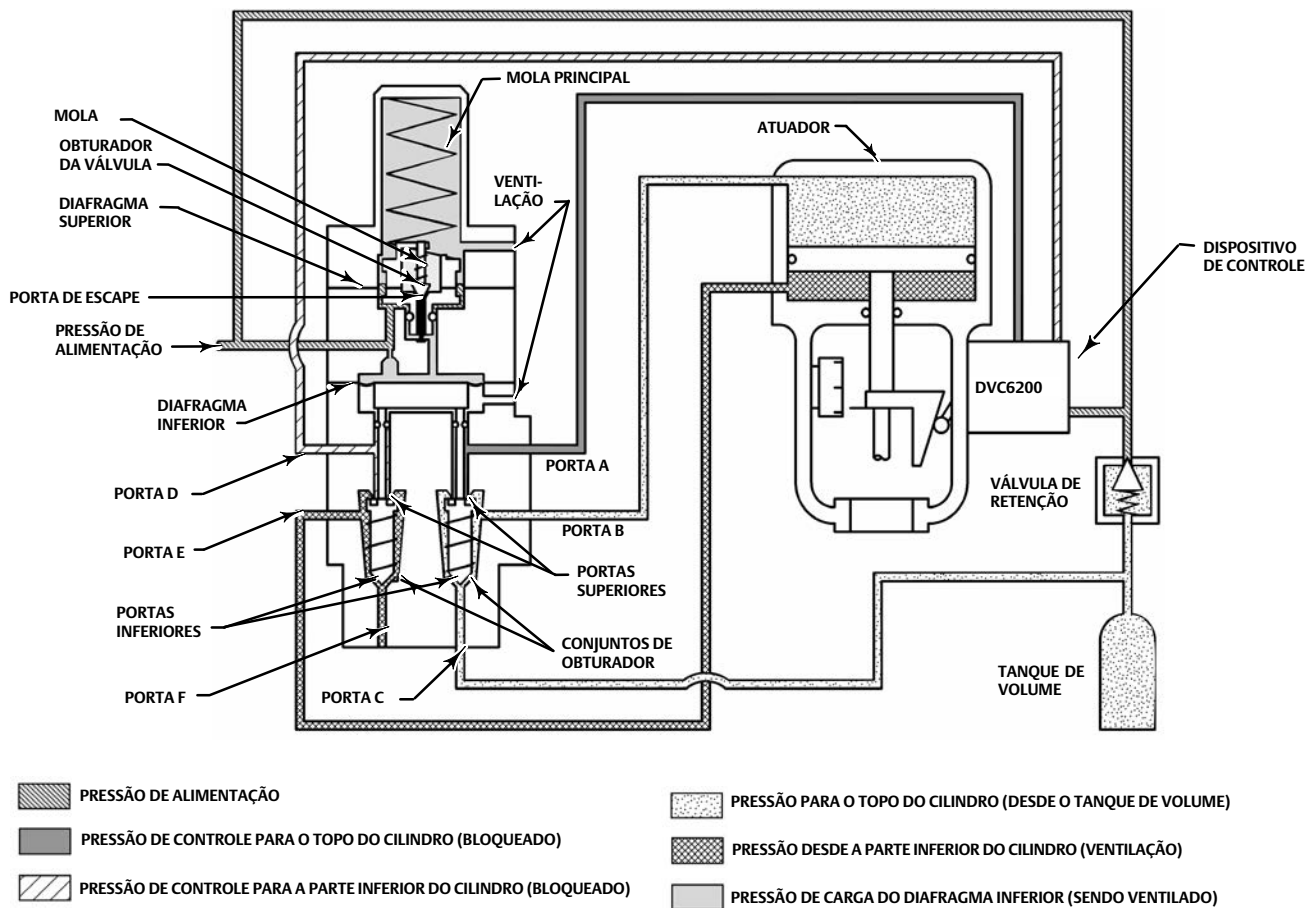 MOLA PRINCIPAL
MOLA
OBTURADOR
DA VÁLVULA
DIAFRAGMA
SUPERIOR
PORTA DE ESCAPE
PRESSÃO DE
ALIMENTAÇÃO
VENTI-
LAÇÃO
ATUADOR
DISPOSITIVO
DE CONTROLE
DVC6200
DIAFRAGMA
INFERIOR
PORTA A
PORTA D
VÁLVULA DE
RETENÇÃO
PORTA B
PORTA E
PORTAS
SUPERIORES
PORTAS
INFERIORES
CONJUNTOS DE
OBTURADOR
PORTA F
PORTA C
TANQUE DE
VOLUME
PRESSÃO DE ALIMENTAÇÃO
PRESSÃO DE CONTROLE PARA O TOPO DO CILINDRO (BLOQUEADO)
PRESSÃO DE CONTROLE PARA A PARTE INFERIOR DO CILINDRO (BLOQUEADO)
PRESSÃO PARA O TOPO DO CILINDRO (DESDE O TANQUE DE VOLUME)
PRESSÃO DESDE A PARTE INFERIOR DO CILINDRO (VENTILAÇÃO)
PRESSÃO DE CARGA DO DIAFRAGMA INFERIOR (SENDO VENTILADO)